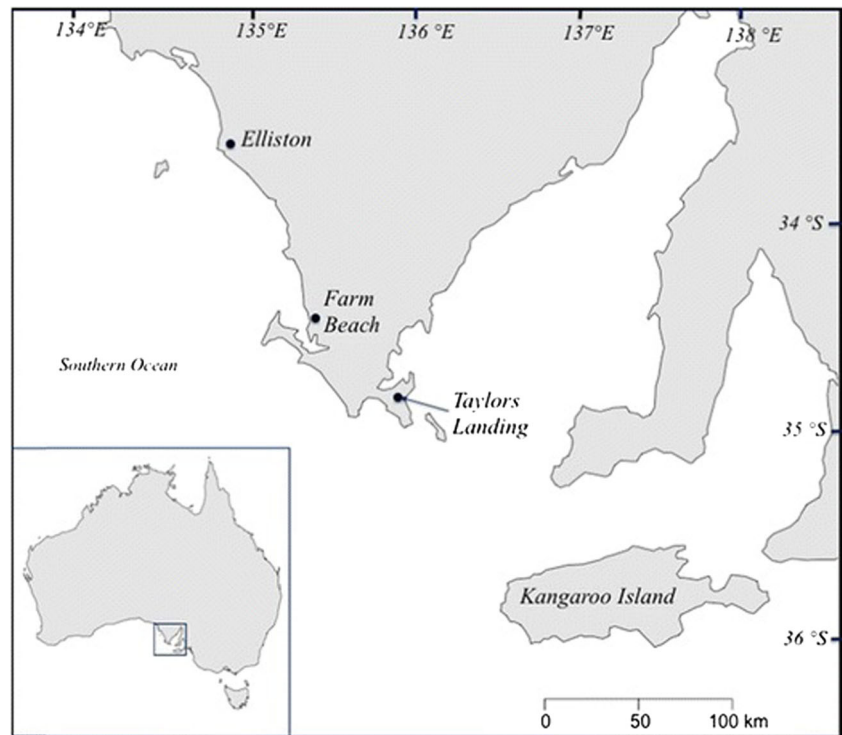 134°E
135°E
136 °E
137°E
138 °E
Elliston
34 °S
Farm
Beach
Southern Ocean
Taylors
Landing
35 °S
Kangaroo Island
36 °S
0 50 100 km